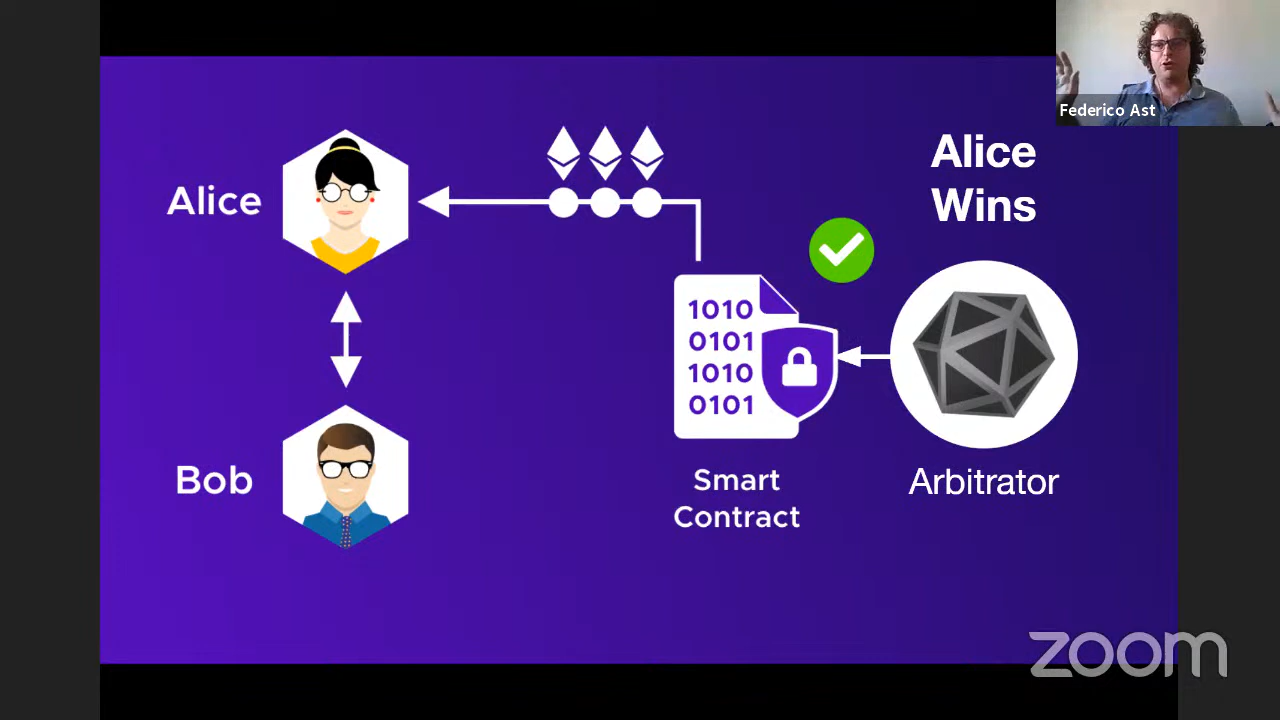 Federico Ast
Alice
Wins
Alice
1010
0101
1010
0101
Bob
Smart
Contract
Arbitrator
zoom